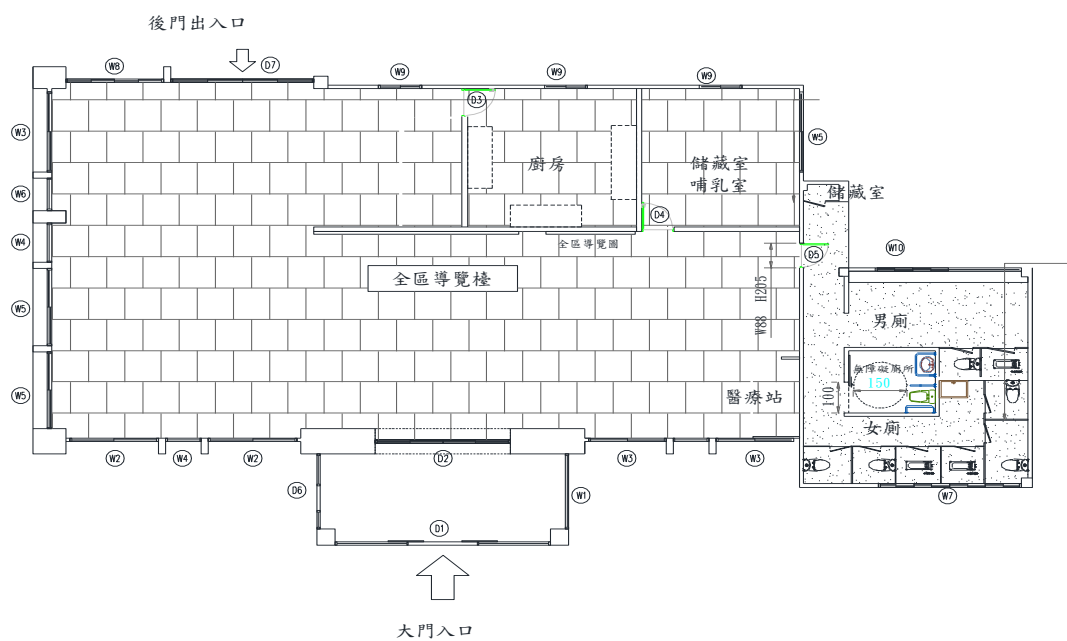 後門出入口
W8
D7
W9
W9
W9
D3
W3
W5
廚房
儲藏室
哺乳室
儲藏室
W6
D4
W4
全區導覽圖
D5
W10
全區導覽檯
W88 H205
W5
男廁
無障礙廁所
150
100
W5
醫療站
女廁
W2
W4
W2
D2
W3
W3
D6
W1
W7
D1
大門入口